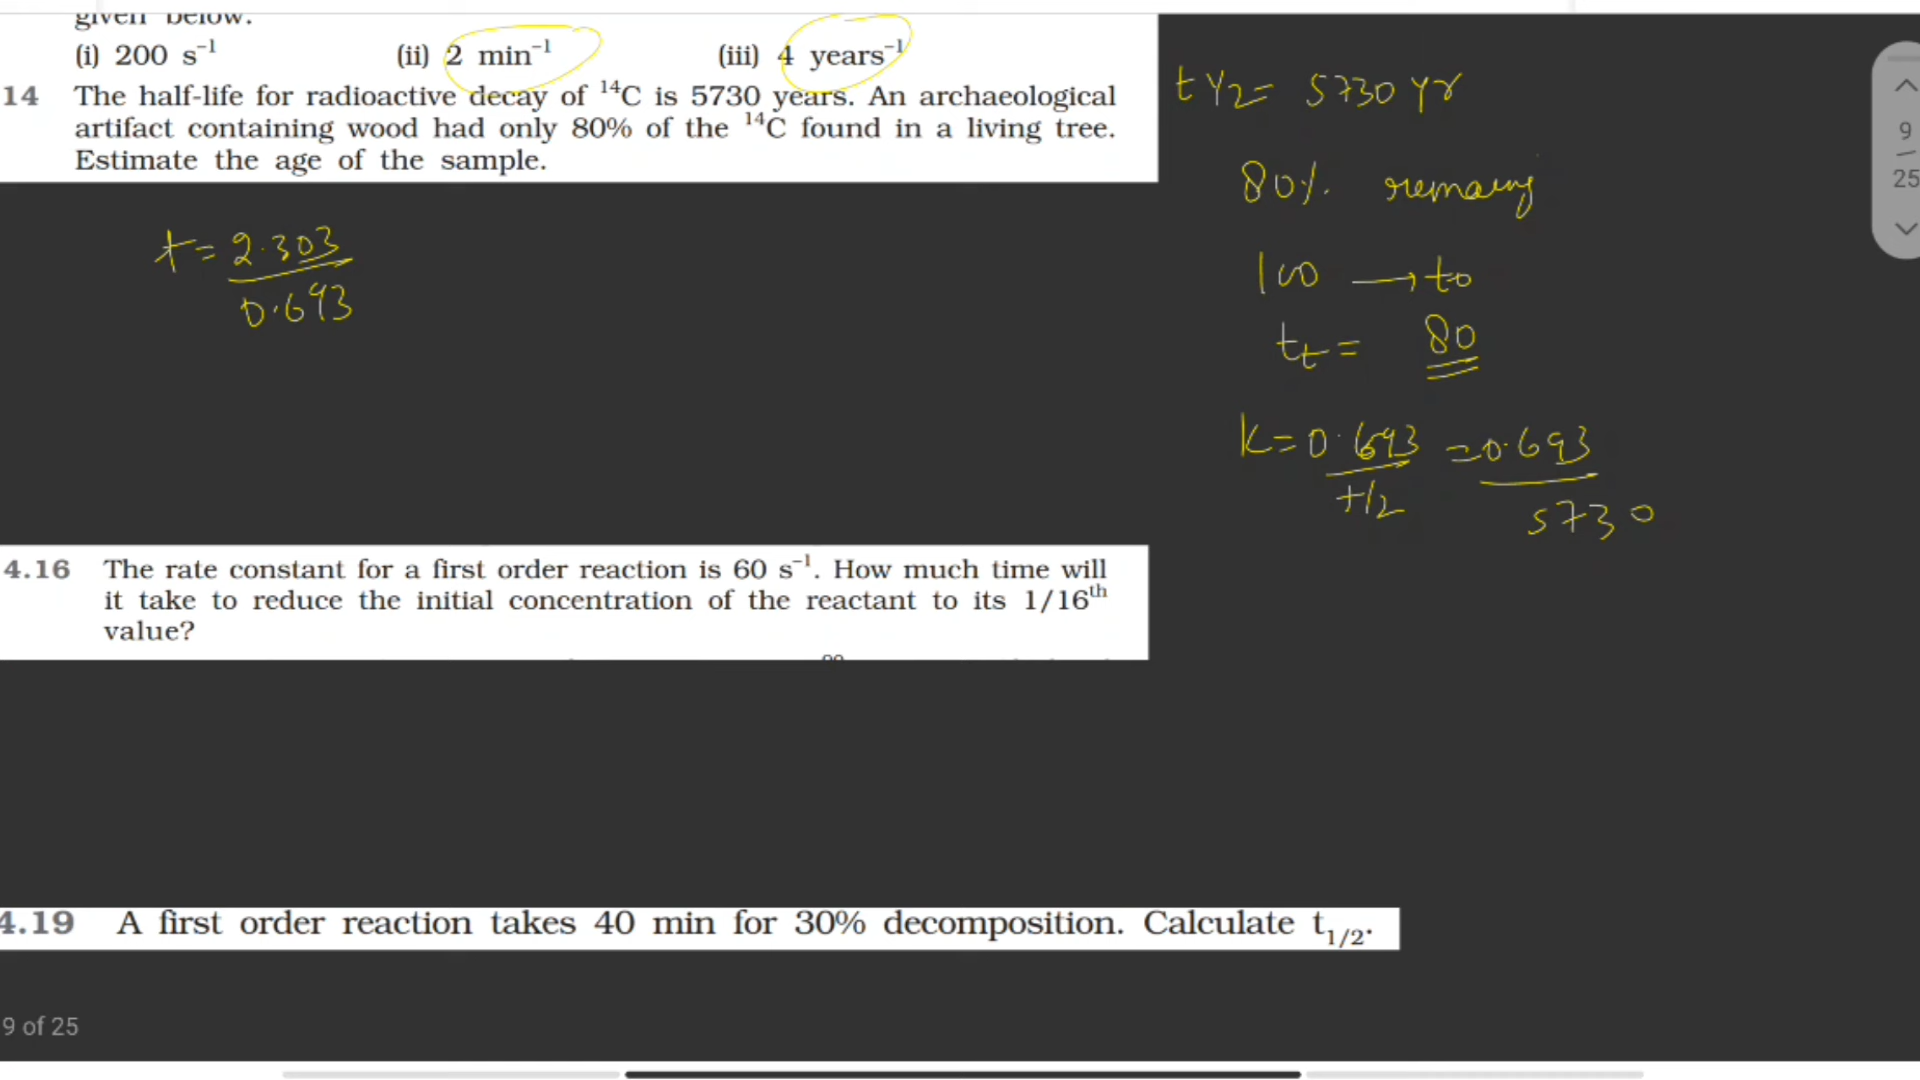 given below.
(i) 200 s⁻¹ (ii) 2 min⁻¹ (iii) 4 years⁻¹
14 The half-life for radioactive decay of ¹⁴C is 5730 years. An archaeological
artifact containing wood had only 80% of the ¹⁴C found in a living tree.
Estimate the age of the sample.
t 1/2 = 5730 yr
80%
100 → to
t_t = 80
t = 2.303
0.693
K = 0.693 = 0.693
t1/2 5730
4.16 The rate constant for a first order reaction is 60 s⁻¹. How much time will
it take to reduce the initial concentration of the reactant to its 1/16ᵗʰ
value?
4.19 A first order reaction takes 40 min for 30% decomposition. Calculate t₁/₂.
9 of 25
9
25